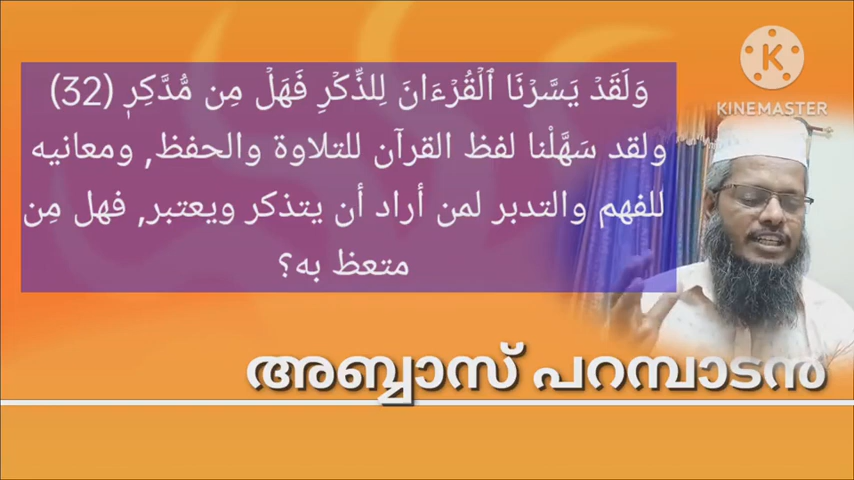 وَلَقَدۡ يَسَّرۡنَا ٱلۡقُرۡءَانَ لِلذِّكۡرِ فَهَلۡ مِن مُّدَّكِرٖ (32)
ولقد سَهَّلْنا لفظ القرآن للتلاوة والحفظ, ومعانيه
للفهم والتدبر لمن أراد أن يتذكر ويعتبر, فهل مِن
متعظ به؟
KINEMASTER
അബ്ബാസ് പറമ്പാടൻ